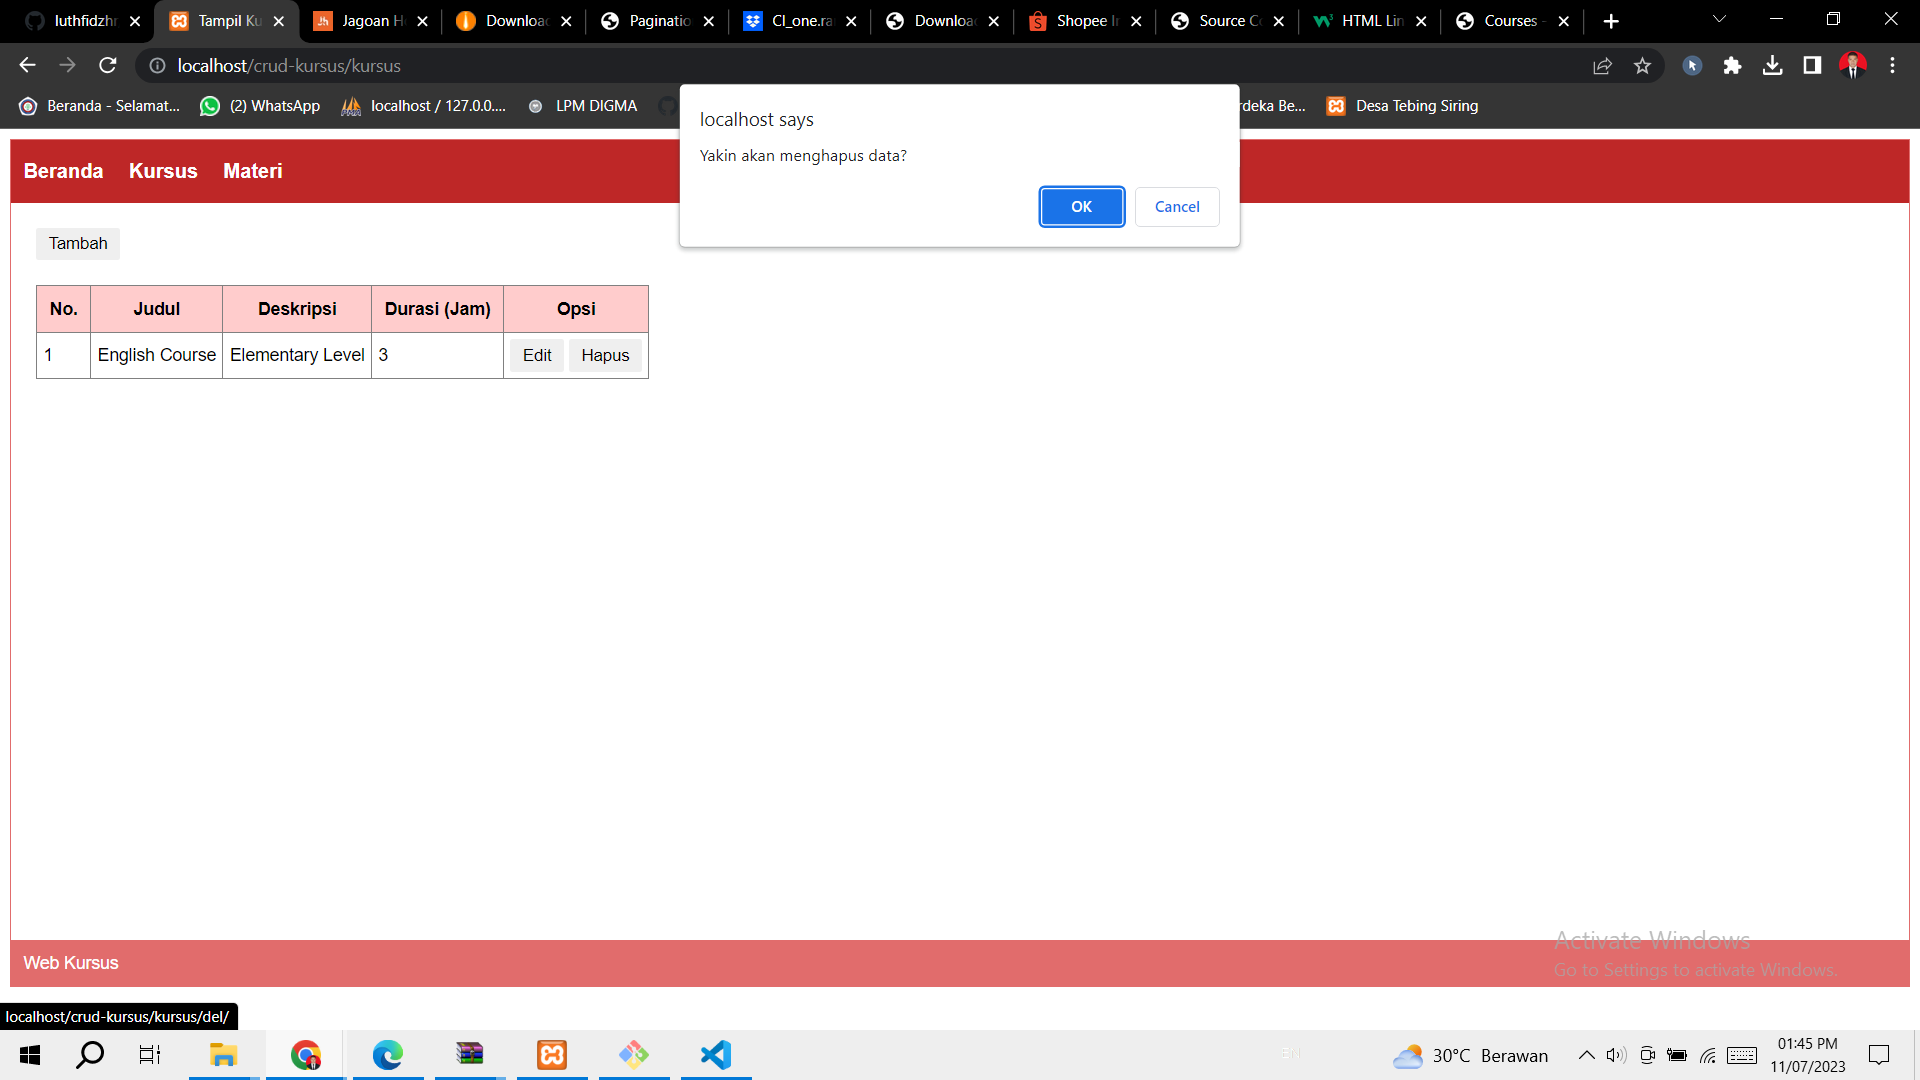 luthfidzhr
Tampil Ku
Jagoan H
Download
Paginatio
CI_one.ra
Download
Shopee In
Source Co
HTML Lin
Courses -
localhost/crud-kursus/kursus
Beranda - Selamat...
(2) WhatsApp
localhost / 127.0.0....
LPM DIGMA
rdeka Be...
Desa Tebing Siring
localhost says
Yakin akan menghapus data?
OK
Cancel
Beranda
Kursus
Materi
Tambah
No.
Judul
Deskripsi
Durasi (Jam)
Opsi
1
English Course
Elementary Level
3
Edit
Hapus
Activate Windows
Go to Settings to activate Windows.
Web Kursus
localhost/crud-kursus/kursus/del/
30°C Berawan
01:45 PM
11/07/2023